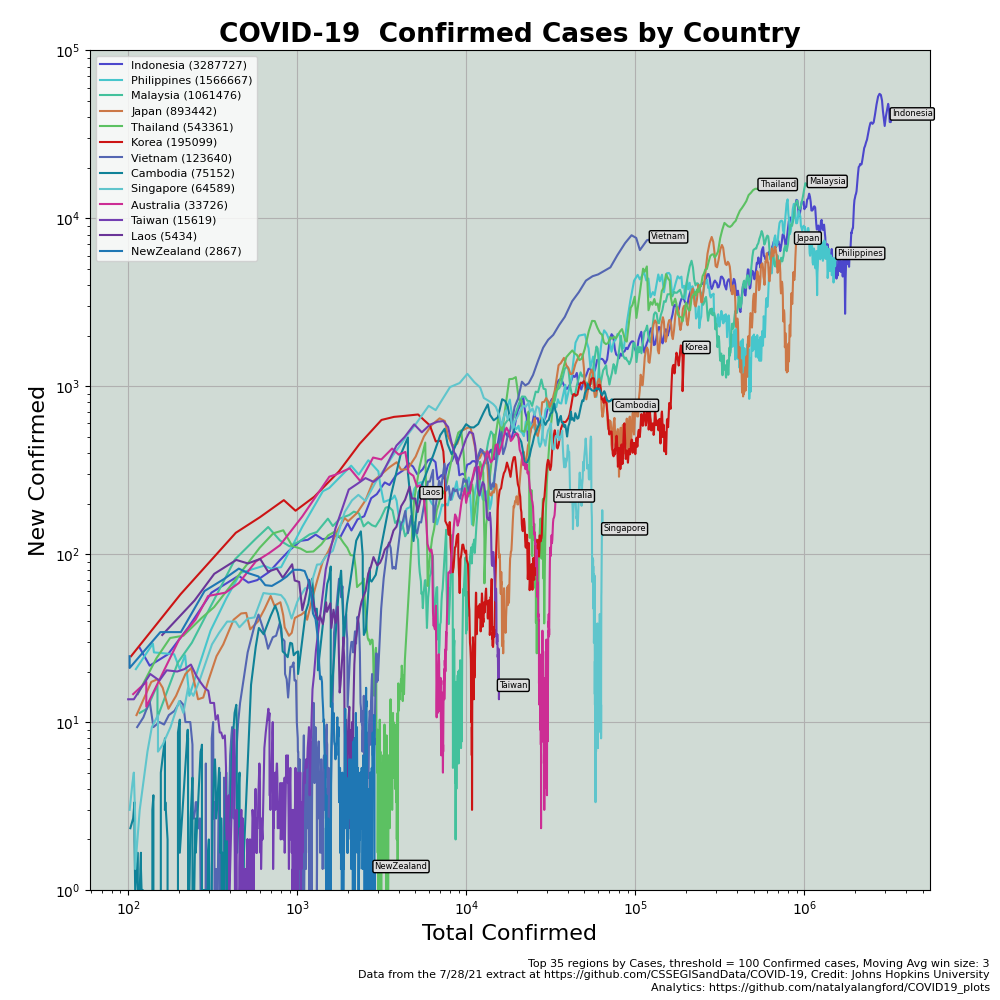 COVID-19  Confirmed Cases by Country
10^5
10^4
10^3
10^2
10^1
10^0
New Confirmed
Indonesia (3287727)
Philippines (1566667)
Malaysia (1061476)
Japan (893442)
Thailand (543361)
Korea (195099)
Vietnam (123640)
Cambodia (75152)
Singapore (64589)
Australia (33726)
Taiwan (15619)
Laos (5434)
NewZealand (2867)
Indonesia
Thailand
Malaysia
Vietnam
Japan
Philippines
Korea
Cambodia
Laos
Australia
Singapore
Taiwan
NewZealand
10^2
10^3
10^4
10^5
10^6
Total Confirmed
Top 35 regions by Cases, threshold = 100 Confirmed cases, Moving Avg win size: 3
Data from the 7/28/21 extract at https://github.com/CSSEGISandData/COVID-19, Credit: Johns Hopkins University
Analytics: https://github.com/natalyalangford/COVID19_plots